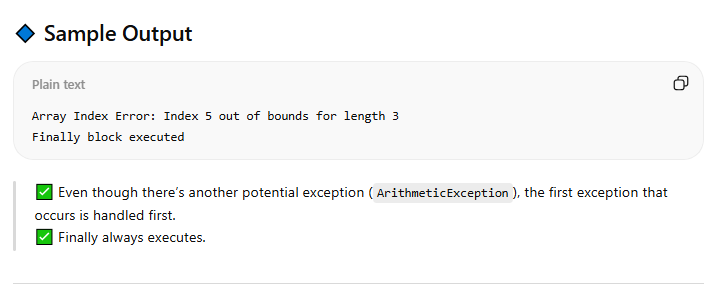 Sample Output
Plain text
Array Index Error: Index 5 out of bounds for length 3
Finally block executed
Even though there’s another potential exception (ArithmeticException), the first exception that
occurs is handled first.
Finally always executes.